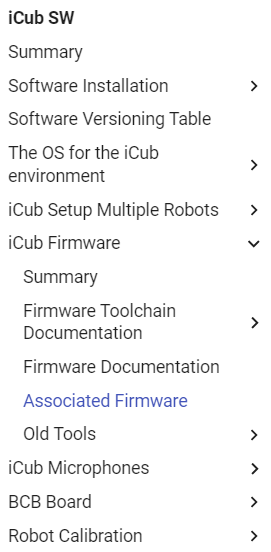 iCub SW
Summary
Software Installation
Software Versioning Table
The OS for the iCub
environment
iCub Setup Multiple Robots
iCub Firmware
Summary
Firmware Toolchain
Documentation
Firmware Documentation
Associated Firmware
Old Tools
iCub Microphones
BCB Board
Robot Calibration